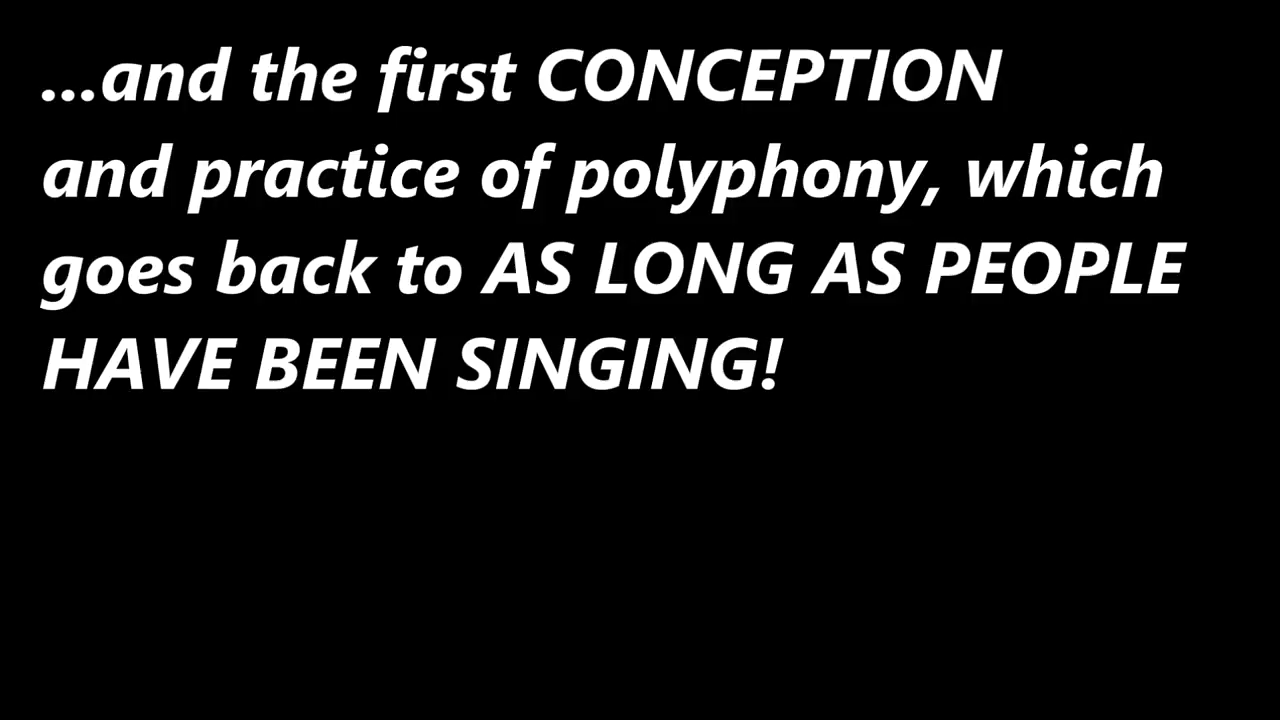 ...and the first CONCEPTION
and practice of polyphony, which
goes back to AS LONG AS PEOPLE
HAVE BEEN SINGING!